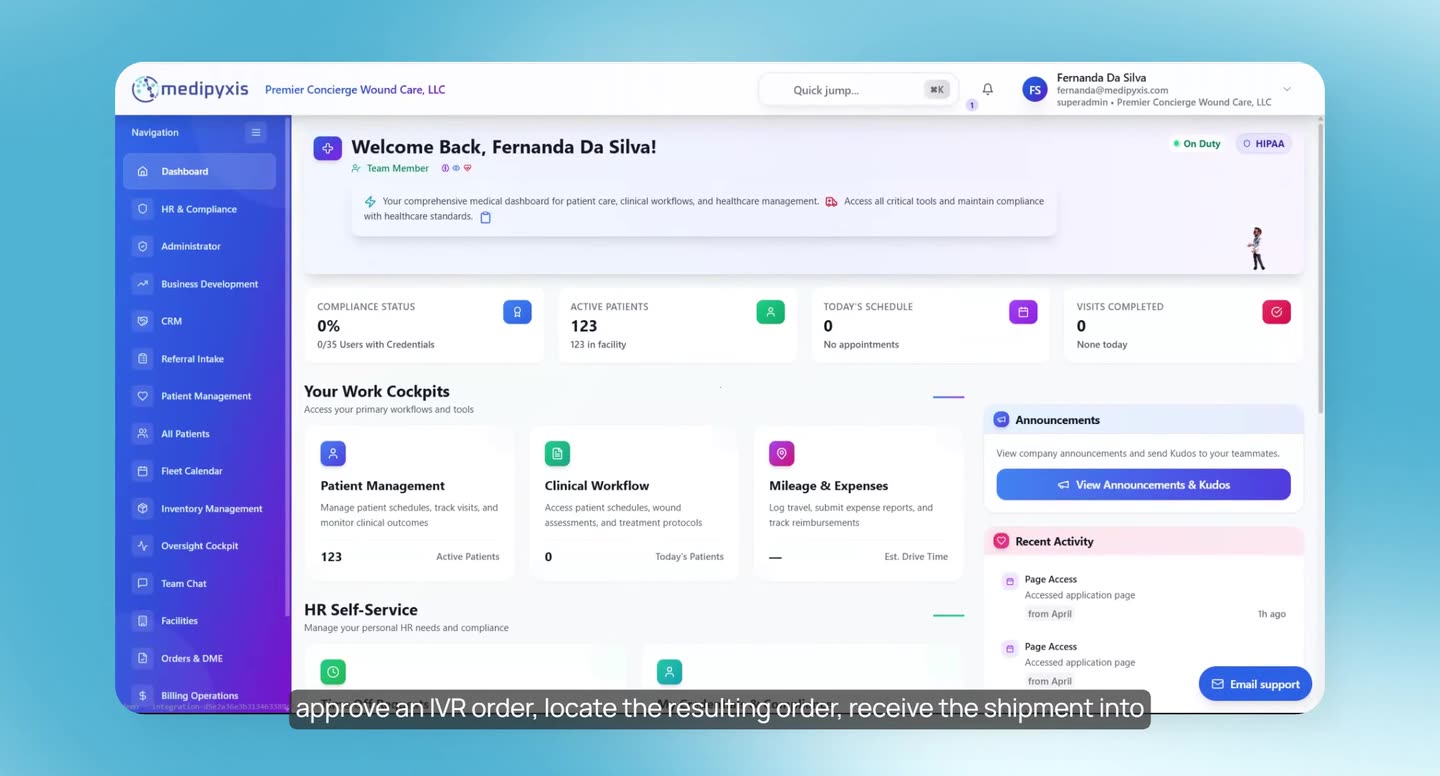 medipyxis
Premier Concierge Wound Care, LLC
Quick jump...
⌘K
1
FS
Fernanda Da Silva
fernanda@medipyxis.com
superadmin • Premier Concierge Wound Care, LLC
Navigation
Dashboard
HR & Compliance
Administrator
Business Development
CRM
Referral Intake
Patient Management
All Patients
Fleet Calendar
Inventory Management
Oversight Cockpit
Team Chat
Facilities
Orders & DME
Billing Operations
Welcome Back, Fernanda Da Silva!
Team Member
On Duty
HIPAA
Your comprehensive medical dashboard for patient care, clinical workflows, and healthcare management. Access all critical tools and maintain compliance
with healthcare standards.
COMPLIANCE STATUS
0%
0/35 Users with Credentials
ACTIVE PATIENTS
123
123 in facility
TODAY'S SCHEDULE
0
No appointments
VISITS COMPLETED
0
None today
Your Work Cockpits
Access your primary workflows and tools
Patient Management
Manage patient schedules, track visits, and
monitor clinical outcomes
123
Active Patients
Clinical Workflow
Access patient schedules, wound
assessments, and treatment protocols
0
Today's Patients
Mileage & Expenses
Log travel, submit expense reports, and
track reimbursements
—
Est. Drive Time
HR Self-Service
Manage your personal HR needs and compliance
Announcements
View company announcements and send Kudos to your teammates.
View Announcements & Kudos
Recent Activity
Page Access
Accessed application page
from April
1h ago
Page Access
Accessed application page
from April
Email support
approve an IVR order, locate the resulting order, receive the shipment into